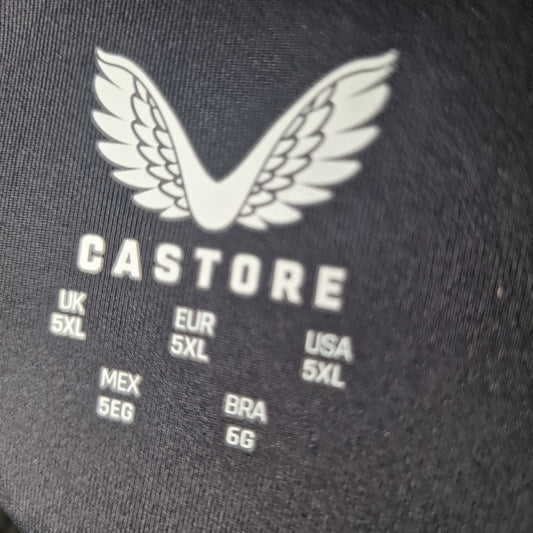 CASTORE
UK EUR USA
5XL 5XL 5XL
MEX BRA
5EG 6G